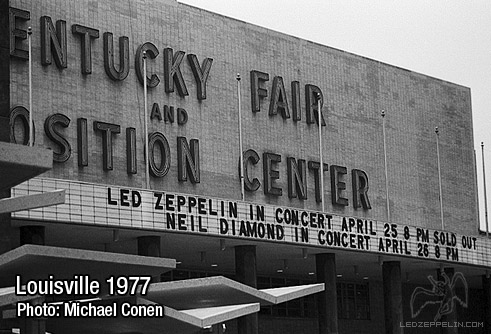 ENTUCKY FAIR
AND
OSITION CENTER
LED ZEPPELIN IN CONCERT APRIL 25 8 PM SOLD OUT
NEIL DIAMOND IN CONCERT APRIL 28 8 PM
Louisville 1977
Photo: Michael Conen
LEDZEPPELIN.COM